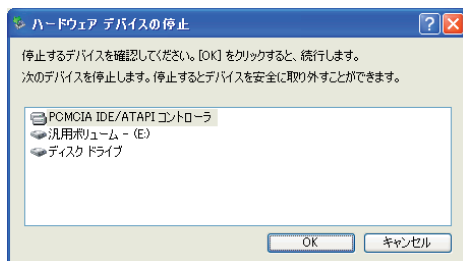 ハードウェア デバイスの停止
停止するデバイスを確認してください。[OK] をクリックすると、続行します。
次のデバイスを停止します。停止するとデバイスを安全に取り外すことができます。
PCMCIA IDE/ATAPI コントローラ
汎用ボリューム - (E:)
ディスク ドライブ
OK キャンセル